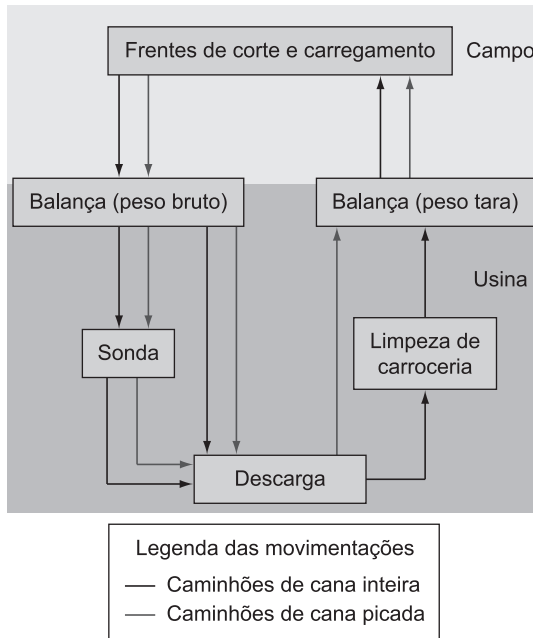 Frentes de corte e carregamento
Campo
Balança (peso bruto)
Balança (peso tara)
Usina
Sonda
Limpeza de
carroceria
Descarga
Legenda das movimentações
Caminhões de cana inteira
Caminhões de cana picada